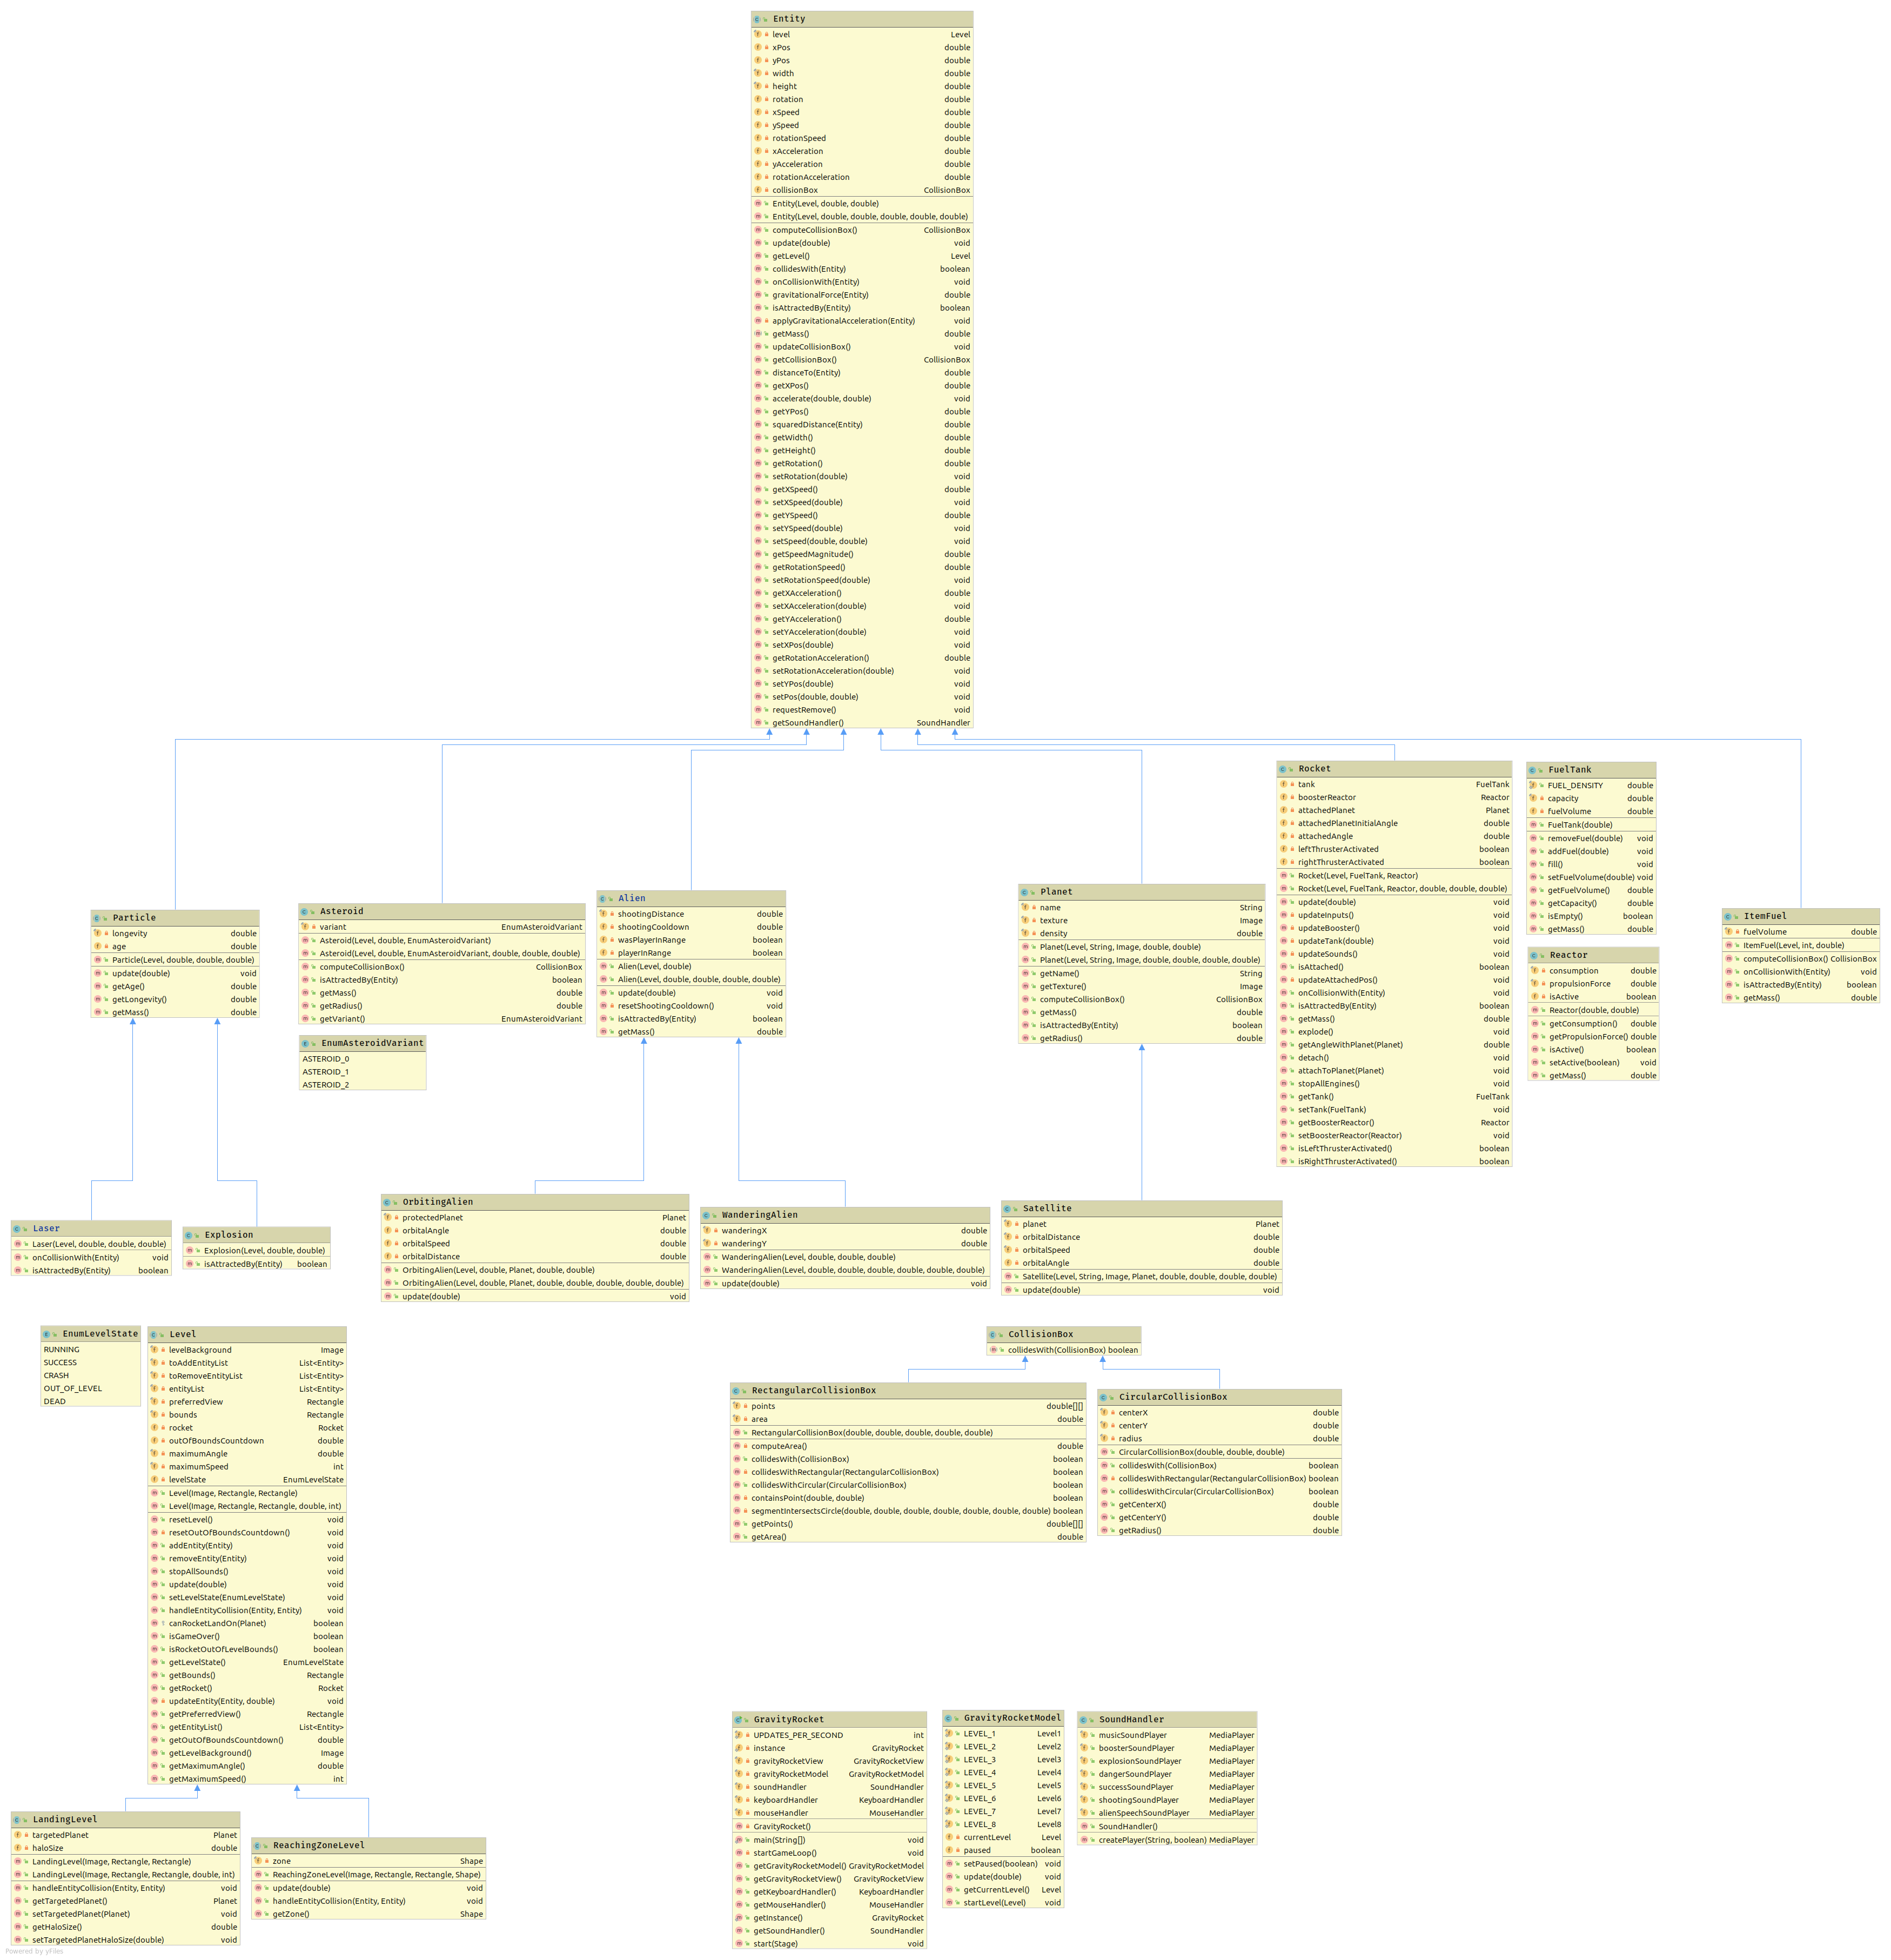 Entity
level Level
xPos double
yPos double
width double
height double
rotation double
xSpeed double
ySpeed double
rotationSpeed double
xAcceleration double
yAcceleration double
rotationAcceleration double
collisionBox CollisionBox
Entity(Level, double, double)
Entity(Level, double, double, double, double, double)
computeCollisionBox() CollisionBox
update(double) void
getLevel() Level
collidesWith(Entity) boolean
onCollisionWith(Entity) void
gravitationalForce(Entity) double
isAttractedBy(Entity) boolean
applyGravitationalAcceleration(Entity) void
getMass() double
updateCollisionBox() void
getCollisionBox() CollisionBox
distanceTo(Entity) double
getXPos() double
accelerate(double, double) void
getYPos() double
squaredDistance(Entity) double
getWidth() double
getHeight() double
getRotation() double
setRotation(double) void
getXSpeed() double
setXSpeed(double) void
getYSpeed() double
setYSpeed(double) void
setSpeed(double, double) void
getSpeedMagnitude() double
getRotationSpeed() double
setRotationSpeed(double) void
getXAcceleration() double
setXAcceleration(double) void
getYAcceleration() double
setYAcceleration(double) void
setXPos(double) void
getRotationAcceleration() double
setRotationAcceleration(double) void
setYPos(double) void
setPos(double, double) void
requestRemove() void
getSoundHandler() SoundHandler
Particle
longevity double
age double
Particle(Level, double, double, double)
update(double) void
getAge() double
getLongevity() double
getMass() double
Asteroid
variant EnumAsteroidVariant
Asteroid(Level, double, EnumAsteroidVariant)
Asteroid(Level, double, EnumAsteroidVariant, double, double, double)
computeCollisionBox() CollisionBox
isAttractedBy(Entity) boolean
getMass() double
getRadius() double
getVariant() EnumAsteroidVariant
EnumAsteroidVariant
ASTEROID_0
ASTEROID_1
ASTEROID_2
Alien
shootingDistance double
shootingCooldown double
wasPlayerInRange boolean
playerInRange boolean
Alien(Level, double)
Alien(Level, double, double, double, double)
update(double) void
resetShootingCooldown() void
isAttractedBy(Entity) boolean
getMass() double
Planet
name String
texture Image
density double
Planet(Level, String, Image, double, double)
Planet(Level, String, Image, double, double, double, double, double)
getName() String
getTexture() Image
computeCollisionBox() CollisionBox
getMass() double
isAttractedBy(Entity) boolean
getRadius() double
Rocket
tank FuelTank
boosterReactor Reactor
attachedPlanet Planet
attachedPlanetInitialAngle double
attachedAngle double
leftThrusterActivated boolean
rightThrusterActivated boolean
Rocket(Level, FuelTank, Reactor)
Rocket(Level, FuelTank, Reactor, double, double, double)
update(double) void
updateInputs() void
updateBooster() void
updateTank(double) void
updateSounds() void
isAttached() boolean
updateAttachedPos() void
onCollisionWith(Entity) void
isAttractedBy(Entity) boolean
getMass() double
explode() void
getAngleWithPlanet(Planet) double
detach() void
attachToPlanet(Planet) void
stopAllEngines() void
getTank() FuelTank
setTank(FuelTank) void
getBoosterReactor() Reactor
setBoosterReactor(Reactor) void
isLeftThrusterActivated() boolean
isRightThrusterActivated() boolean
FuelTank
FUEL_DENSITY double
capacity double
fuelVolume double
FuelTank(double)
removeFuel(double) void
addFuel(double) void
fill() void
setFuelVolume(double) void
getFuelVolume() double
getCapacity() double
isEmpty() boolean
getMass() double
Reactor
consumption double
propulsionForce double
isActive boolean
Reactor(double, double)
getConsumption() double
getPropulsionForce() double
isActive() boolean
setActive(boolean) void
getMass() double
ItemFuel
fuelVolume double
ItemFuel(Level, int, double)
computeCollisionBox() CollisionBox
onCollisionWith(Entity) void
isAttractedBy(Entity) boolean
getMass() double
Laser
Laser(Level, double, double, double)
onCollisionWith(Entity) void
isAttractedBy(Entity) boolean
Explosion
Explosion(Level, double, double)
isAttractedBy(Entity) boolean
OrbitingAlien
protectedPlanet Planet
orbitalAngle double
orbitalSpeed double
orbitalDistance double
OrbitingAlien(Level, double, Planet, double, double)
OrbitingAlien(Level, double, Planet, double, double, double, double, double)
update(double) void
WanderingAlien
wanderingX double
wanderingY double
WanderingAlien(Level, double, double, double)
WanderingAlien(Level, double, double, double, double, double, double)
update(double) void
Satellite
planet Planet
orbitalDistance double
orbitalSpeed double
orbitalAngle double
Satellite(Level, String, Image, Planet, double, double, double, double)
update(double) void
EnumLevelState
RUNNING
SUCCESS
CRASH
OUT_OF_LEVEL
DEAD
Level
levelBackground Image
toAddEntityList List<Entity>
toRemoveEntityList List<Entity>
entityList List<Entity>
preferredView Rectangle
bounds Rectangle
rocket Rocket
outOfBoundsCountdown double
maximumAngle double
maximumSpeed int
levelState EnumLevelState
Level(Image, Rectangle, Rectangle)
Level(Image, Rectangle, Rectangle, double, int)
resetLevel() void
resetOutOfBoundsCountdown() void
addEntity(Entity) void
removeEntity(Entity) void
stopAllSounds() void
update(double) void
setLevelState(EnumLevelState) void
handleEntityCollision(Entity, Entity) void
canRocketLandOn(Planet) boolean
isGameOver() boolean
isRocketOutOfLevelBounds() boolean
getLevelState() EnumLevelState
getBounds() Rectangle
getRocket() Rocket
updateEntity(Entity, double) void
getPreferredView() Rectangle
getEntityList() List<Entity>
getOutOfBoundsCountdown() double
getLevelBackground() Image
getMaximumAngle() double
getMaximumSpeed() int
CollisionBox
collidesWith(CollisionBox) boolean
RectangularCollisionBox
points double[][]
area double
RectangularCollisionBox(double, double, double, double, double)
computeArea() double
collidesWith(CollisionBox) boolean
collidesWithRectangular(RectangularCollisionBox) boolean
collidesWithCircular(CircularCollisionBox) boolean
containsPoint(double, double) boolean
segmentIntersectsCircle(double, double, double, double, double, double, double) boolean
getPoints() double[][]
getArea() double
CircularCollisionBox
centerX double
centerY double
radius double
CircularCollisionBox(double, double, double)
collidesWith(CollisionBox) boolean
collidesWithRectangular(RectangularCollisionBox) boolean
collidesWithCircular(CircularCollisionBox) boolean
getCenterX() double
getCenterY() double
getRadius() double
LandingLevel
targetedPlanet Planet
haloSize double
LandingLevel(Image, Rectangle, Rectangle)
LandingLevel(Image, Rectangle, Rectangle, double, int)
handleEntityCollision(Entity, Entity) void
getTargetedPlanet() Planet
setTargetedPlanet(Planet) void
getHaloSize() double
setTargetedPlanetHaloSize(double) void
ReachingZoneLevel
zone Shape
ReachingZoneLevel(Image, Rectangle, Rectangle, Shape)
update(double) void
handleEntityCollision(Entity, Entity) void
getZone() Shape
GravityRocket
UPDATES_PER_SECOND int
instance GravityRocket
gravityRocketView GravityRocketView
gravityRocketModel GravityRocketModel
soundHandler SoundHandler
keyboardHandler KeyboardHandler
mouseHandler MouseHandler
GravityRocket()
main(String[]) void
startGameLoop() void
getGravityRocketModel() GravityRocketModel
getGravityRocketView() GravityRocketView
getKeyboardHandler() KeyboardHandler
getMouseHandler() MouseHandler
getInstance() GravityRocket
getSoundHandler() SoundHandler
start(Stage) void
GravityRocketModel
LEVEL_1 Level1
LEVEL_2 Level2
LEVEL_3 Level3
LEVEL_4 Level4
LEVEL_5 Level5
LEVEL_6 Level6
LEVEL_7 Level7
LEVEL_8 Level8
currentLevel Level
paused boolean
setPaused(boolean) void
update(double) void
getCurrentLevel() Level
startLevel(Level) void
SoundHandler
musicSoundPlayer MediaPlayer
boosterSoundPlayer MediaPlayer
explosionSoundPlayer MediaPlayer
dangerSoundPlayer MediaPlayer
successSoundPlayer MediaPlayer
shootingSoundPlayer MediaPlayer
alienSpeechSoundPlayer MediaPlayer
SoundHandler()
createPlayer(String, boolean) MediaPlayer
Powered by yFiles